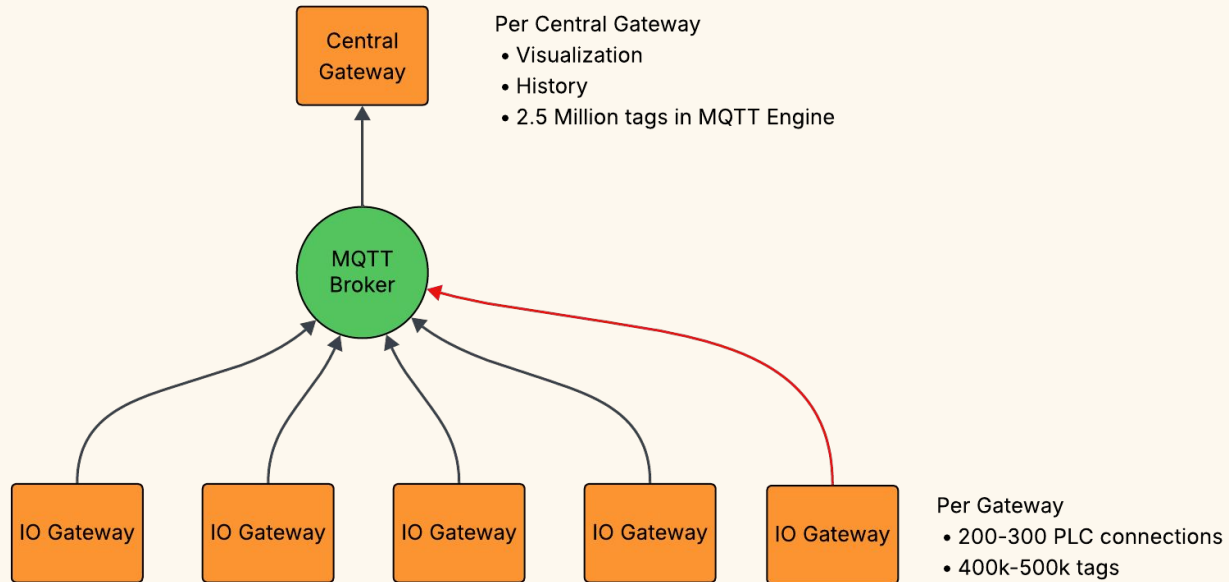 Central
Gateway
Per Central Gateway
• Visualization
• History
• 2.5 Million tags in MQTT Engine
MQTT
Broker
IO Gateway
IO Gateway
IO Gateway
IO Gateway
IO Gateway
Per Gateway
• 200-300 PLC connections
• 400k-500k tags